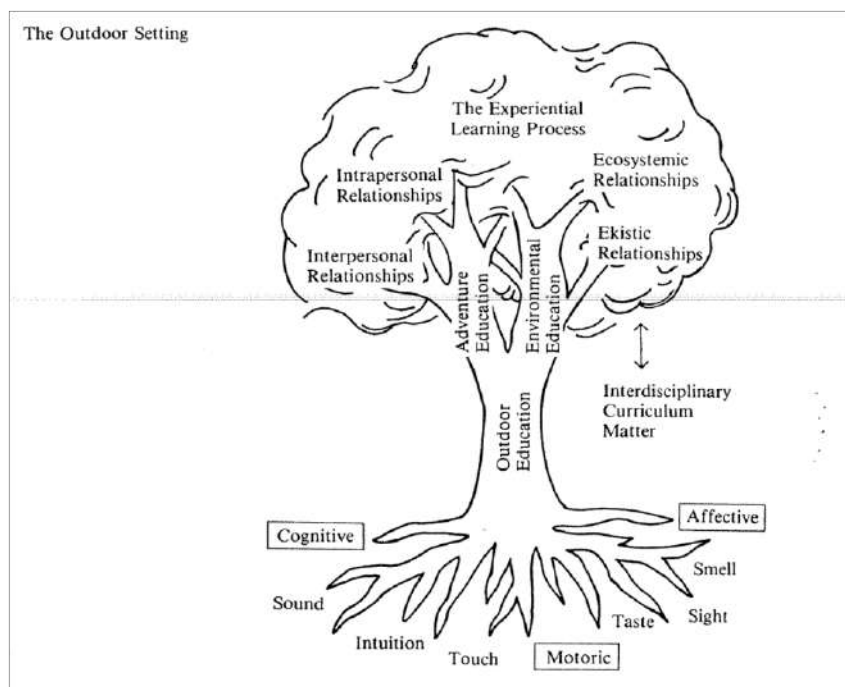 The Outdoor Setting
The Experiential
Learning Process
Intrapersonal
Relationships
Ecosystemic
Relationships
Interpersonal
Relationships
Ekistic
Relationships
Adventure
Education
Environmental
Education
Interdisciplinary
Curriculum
Matter
Outdoor
Education
Cognitive
Affective
Smell
Sound
Sight
Taste
Intuition
Touch
Motoric